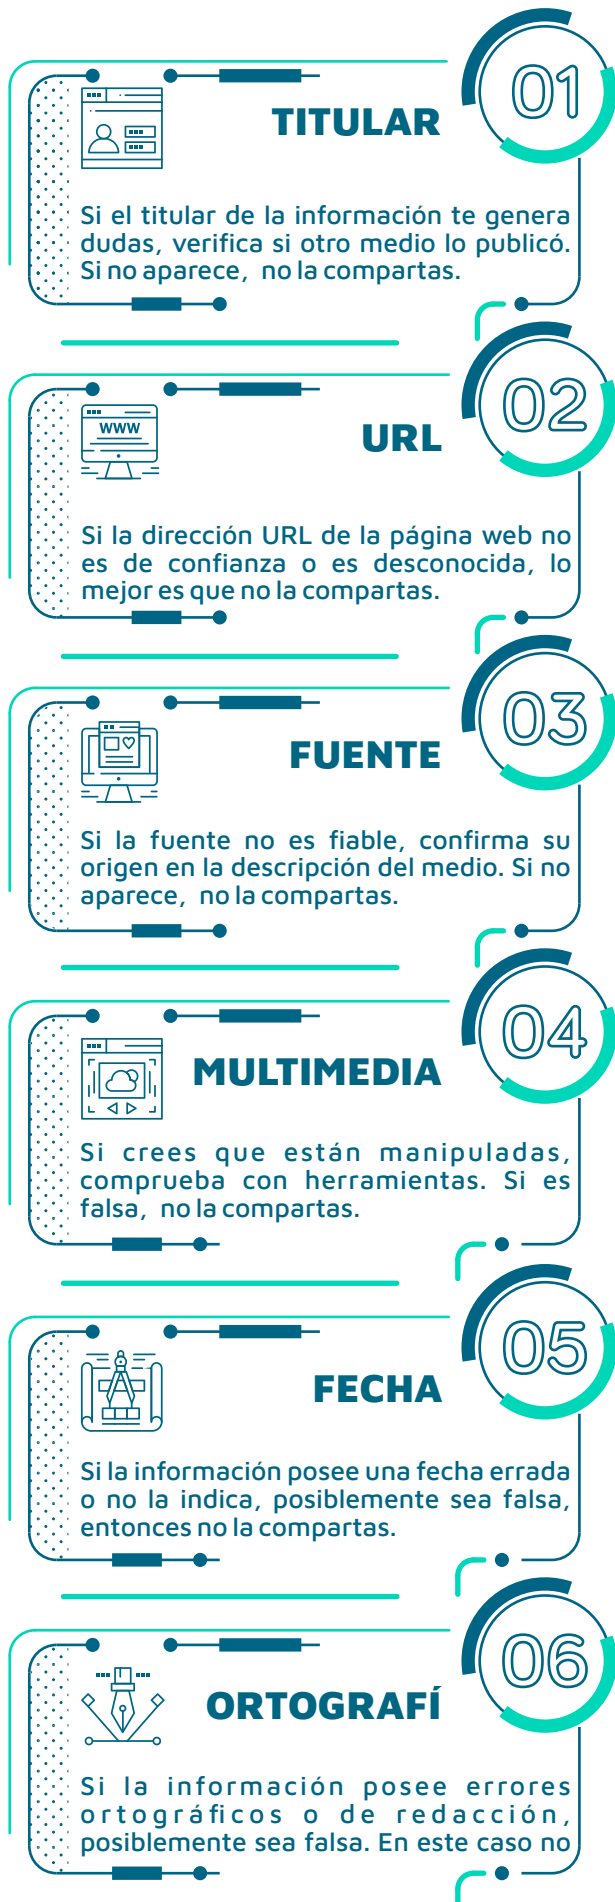 01
TITULAR
Si el titular de la información te genera
dudas, verifica si otro medio lo publicó.
Si no aparece, no la compartas.
02
WWW
URL
Si la dirección URL de la página web no
es de confianza o es desconocida, lo
mejor es que no la compartas.
03
FUENTE
Si la fuente no es fiable, confirma su
origen en la descripción del medio. Si no
aparece, no la compartas.
04
MULTIMEDIA
Si crees que están manipuladas,
comprueba con herramientas. Si es
falsa, no la compartas.
05
FECHA
Si la información posee una fecha errada
o no la indica, posiblemente sea falsa,
entonces no la compartas.
06
ORTOGRAFÍ
Si la información posee errores
ortográficos o de redacción,
posiblemente sea falsa. En este caso no